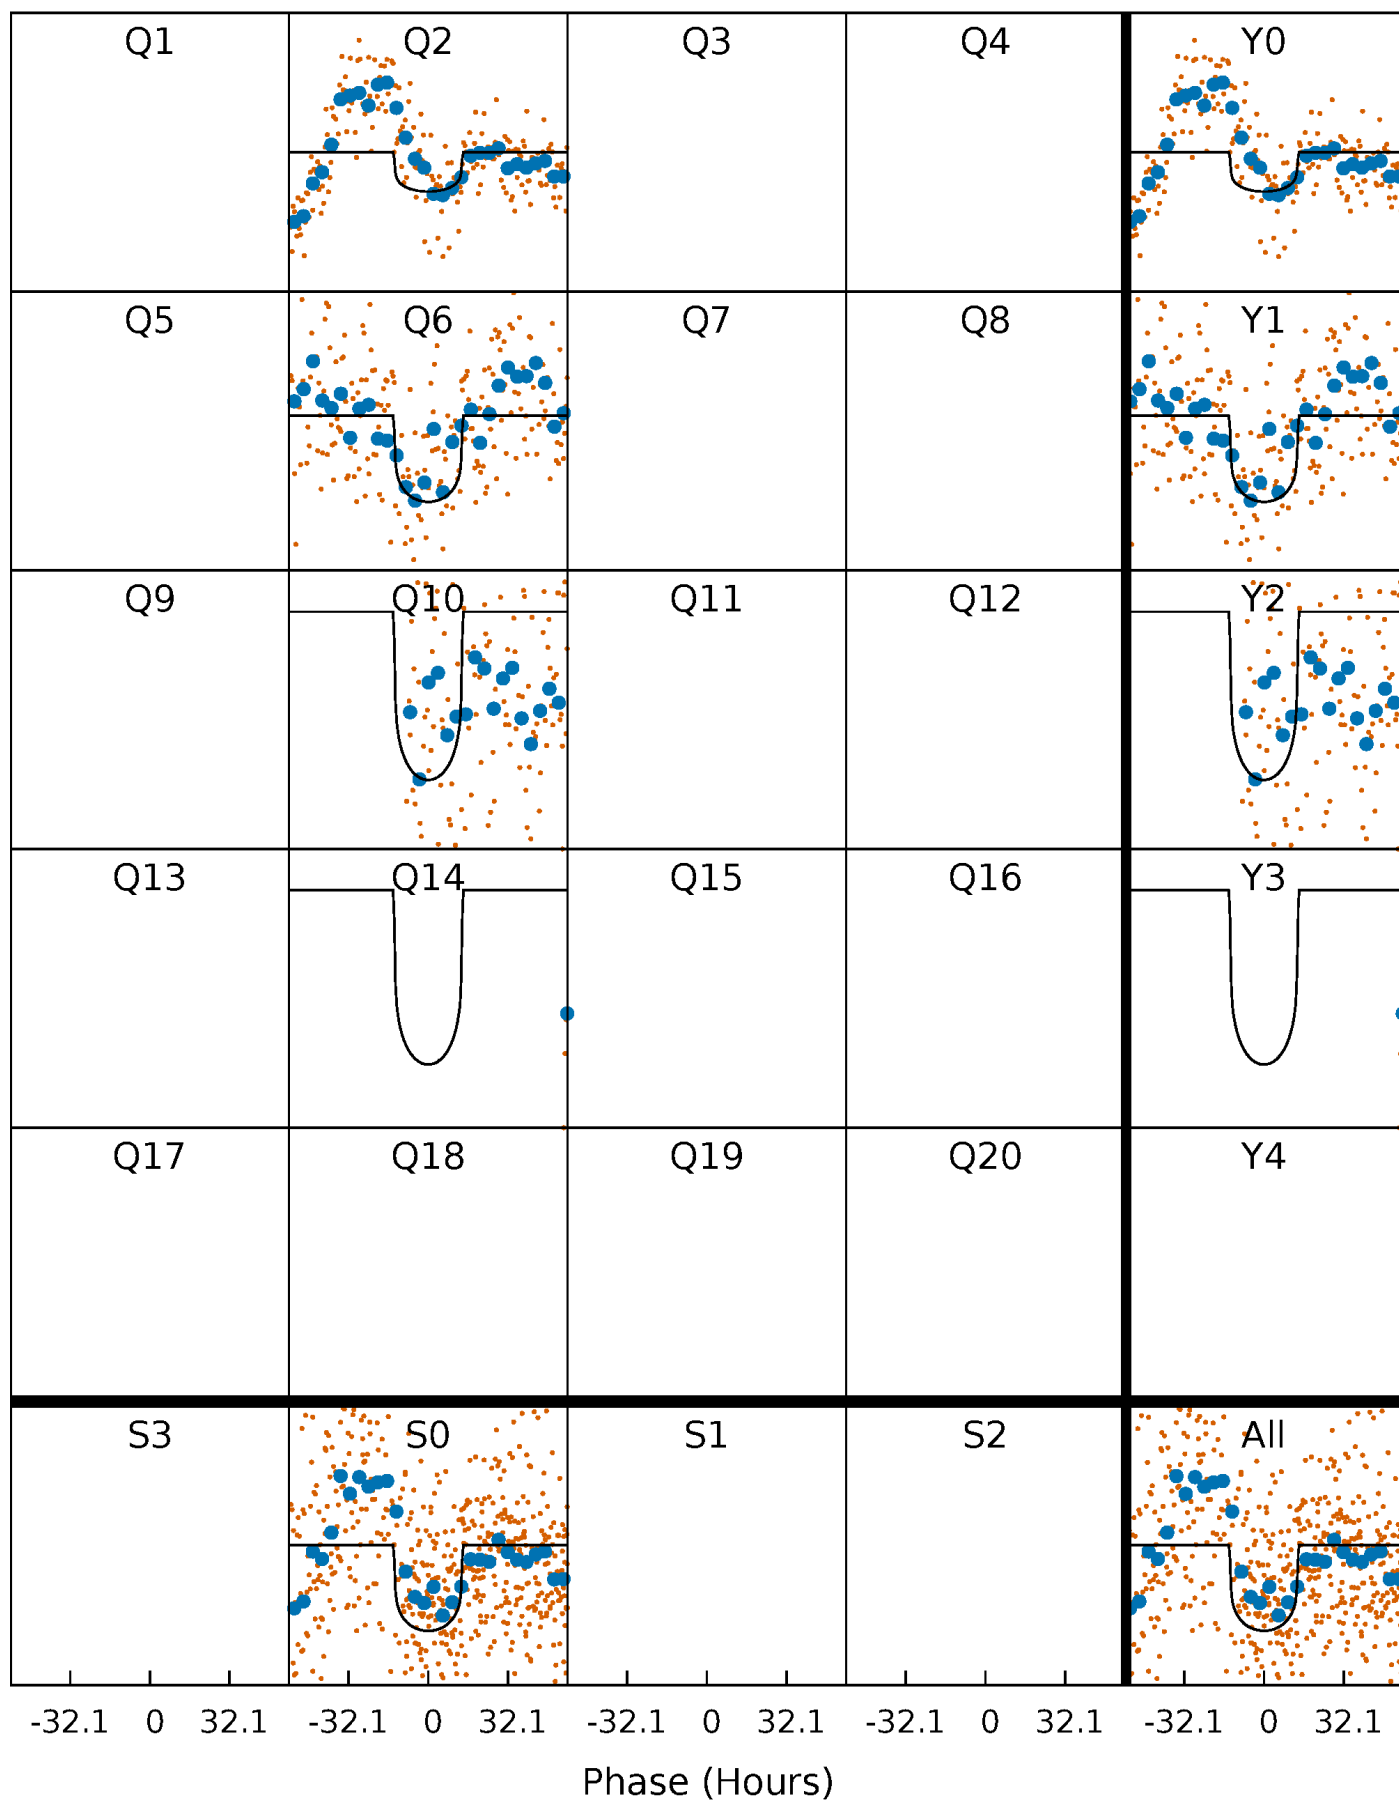 Q1 Q2 Q3 Q4 Y0
Q5 Q6 Q7 Q8 Y1
Q9 Q10 Q11 Q12 Y2
Q13 Q14 Q15 Q16 Y3
Q17 Q18 Q19 Q20 Y4
S3 S0 S1 S2 All
-32.1 0 32.1 -32.1 0 32.1 -32.1 0 32.1 -32.1 0 32.1 -32.1 0 32.1
Phase (Hours)